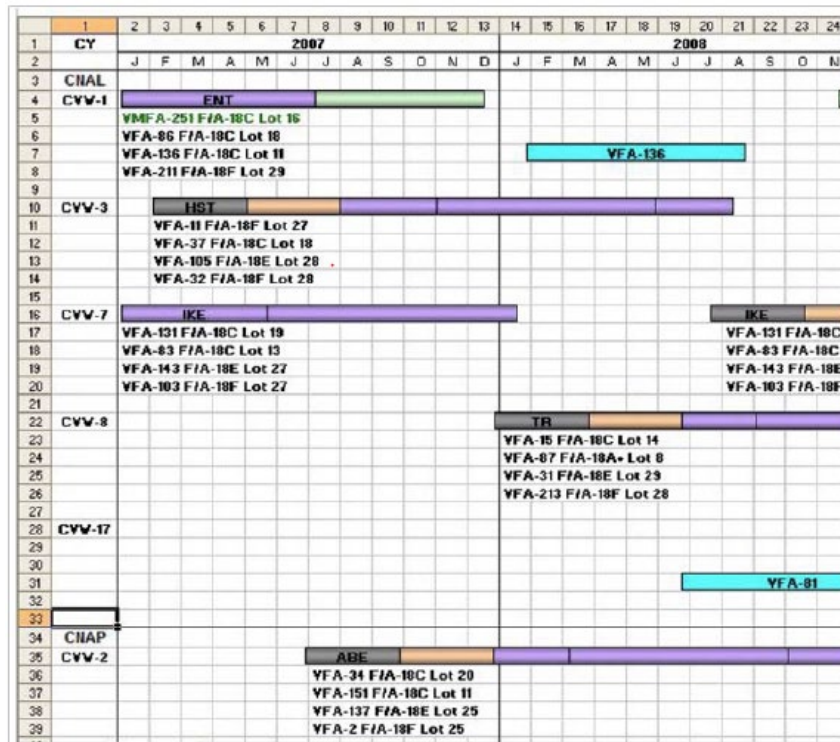 1 2 3 4 5 6 7 8 9 10 11 12 13 14 15 16 17 18 19 20 21 22 23 24
1 CY 2007 2008
2 J F M A M J J A S O N D J F M A M J J A S O N
3 CNAL
4 CVW-1 ENT
5 VMFA-251 F/A-18C Lot 16
6 VFA-86 F/A-18C Lot 18
7 VFA-136 F/A-18C Lot 11 VFA-136
8 VFA-211 F/A-18F Lot 29
9
10 CVW-3 HST
11 VFA-11 F/A-18F Lot 27
12 VFA-37 F/A-18C Lot 18
13 VFA-105 F/A-18E Lot 28
14 VFA-32 F/A-18F Lot 28
15
16 CVW-7 IKE IKE
17 VFA-131 F/A-18C Lot 19 VFA-131 F/A-18C
18 VFA-83 F/A-18C Lot 13 VFA-83 F/A-18C
19 VFA-143 F/A-18E Lot 27 VFA-143 F/A-18E
20 VFA-103 F/A-18F Lot 27 VFA-103 F/A-18F
21
22 CVW-8 TR
23 VFA-15 F/A-18C Lot 14
24 VFA-87 F/A-18A+ Lot 8
25 VFA-31 F/A-18E Lot 29
26 VFA-213 F/A-18F Lot 28
27
28 CVW-17
29
30
31 VFA-81
32
33
34 CNAP
35 CVW-2 ABE
36 VFA-34 F/A-18C Lot 20
37 VFA-151 F/A-18C Lot 11
38 VFA-137 F/A-18E Lot 25
39 VFA-2 F/A-18F Lot 25